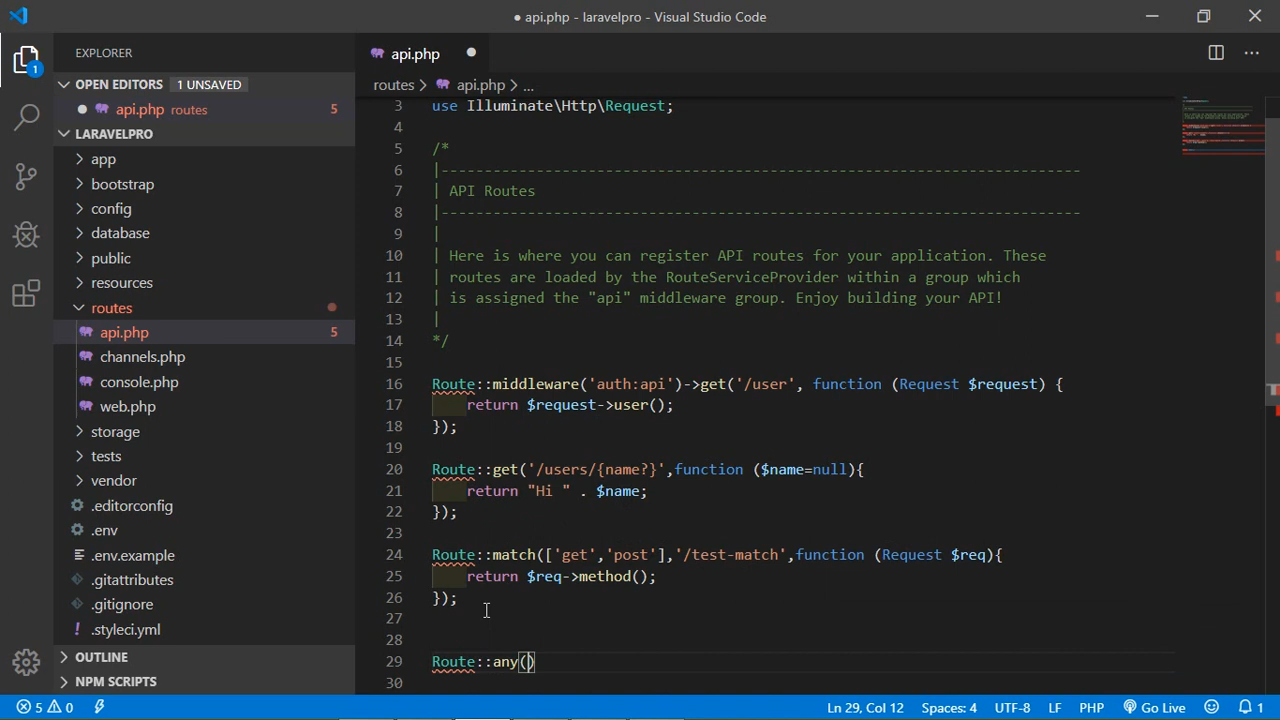 api.php - laravelpro - Visual Studio Code
EXPLORER
api.php
1
OPEN EDITORS 1 UNSAVED
routes > api.php > ...
api.php routes 5
LARAVELPRO
app
bootstrap
config
database
public
resources
routes
api.php 5
channels.php
console.php
web.php
storage
tests
vendor
.editorconfig
.env
.env.example
.gitattributes
.gitignore
.styleci.yml
OUTLINE
NPM SCRIPTS
3 use Illuminate\Http\Request;
4
5 /*
6 |--------------------------------------------------------------------------
7 | API Routes
8 |--------------------------------------------------------------------------
9 |
10 | Here is where you can register API routes for your application. These
11 | routes are loaded by the RouteServiceProvider within a group which
12 | is assigned the "api" middleware group. Enjoy building your API!
13 |
14 */
15
16 Route::middleware('auth:api')->get('/user', function (Request $request) {
17 return $request->user();
18 });
19
20 Route::get('/users/{name?}',function ($name=null){
21 return "Hi " . $name;
22 });
23
24 Route::match(['get','post'],'/test-match',function (Request $req){
25 return $req->method();
26 });
27
28
29 Route::any()
30
5 0 Ln 29, Col 12 Spaces: 4 UTF-8 LF PHP Go Live 1